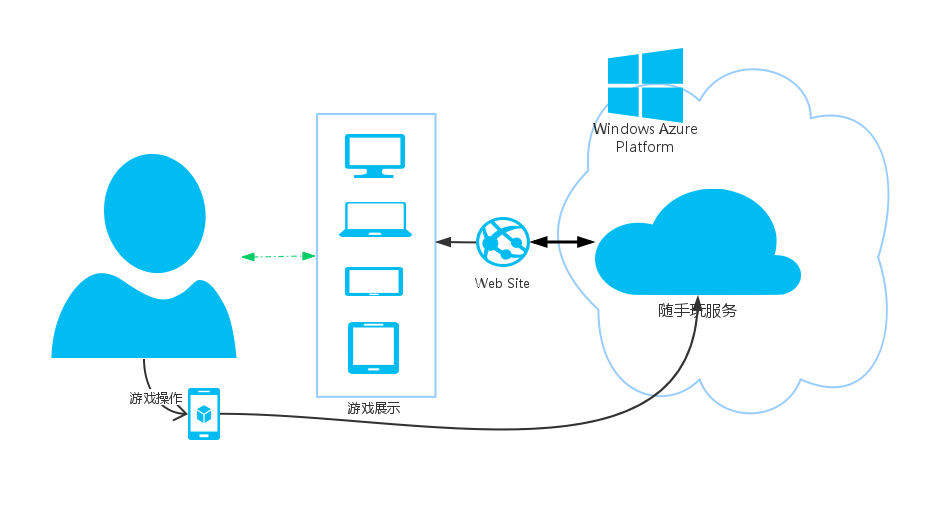 Windows Azure
Platform
Web Site
随手玩服务
游戏操作
游戏展示